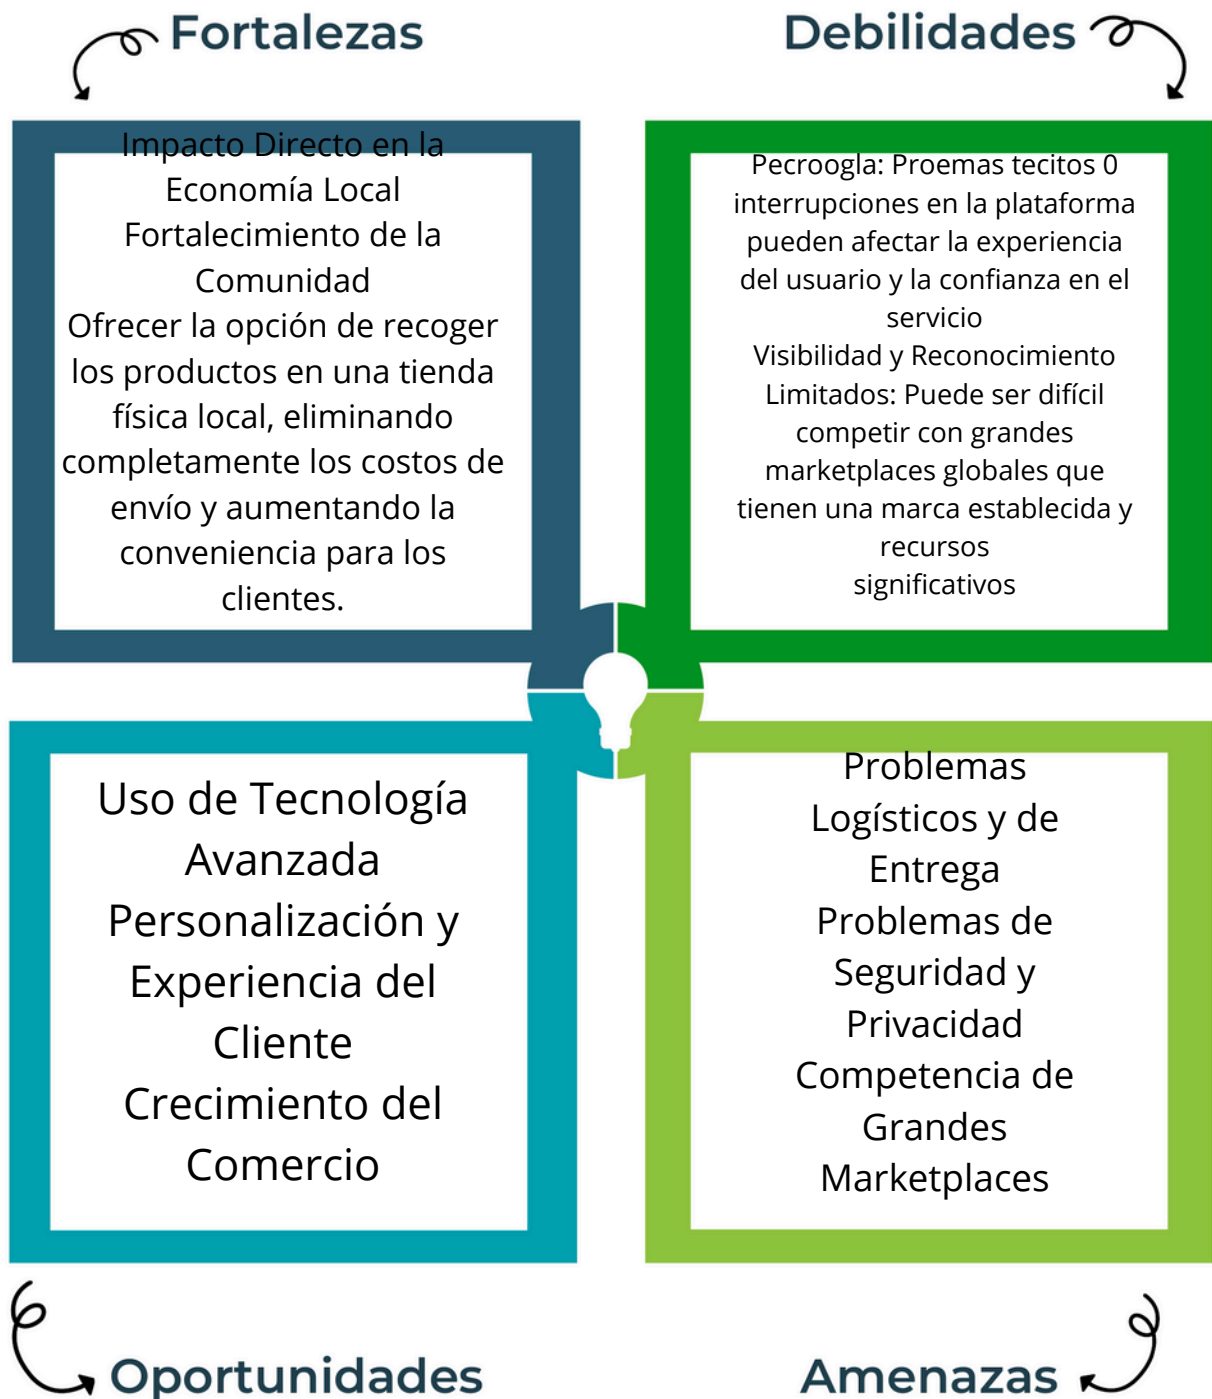 Fortalezas
Impacto Directo en la
Economía Local
Fortalecimiento de la
Comunidad
Ofrecer la opción de recoger
los productos en una tienda
física local, eliminando
completamente los costos de
envío y aumentando la
conveniencia para los
clientes.
Debilidades
Pecroogla: Proemas tecitos 0
interrupciones en la plataforma
pueden afectar la experiencia
del usuario y la confianza en el
servicio
Visibilidad y Reconocimiento
Limitados: Puede ser difícil
competir con grandes
marketplaces globales que
tienen una marca establecida y
recursos
significativos
Uso de Tecnología
Avanzada
Personalización y
Experiencia del
Cliente
Crecimiento del
Comercio
Oportunidades
Problemas
Logísticos y de
Entrega
Problemas de
Seguridad y
Privacidad
Competencia de
Grandes
Marketplaces
Amenazas